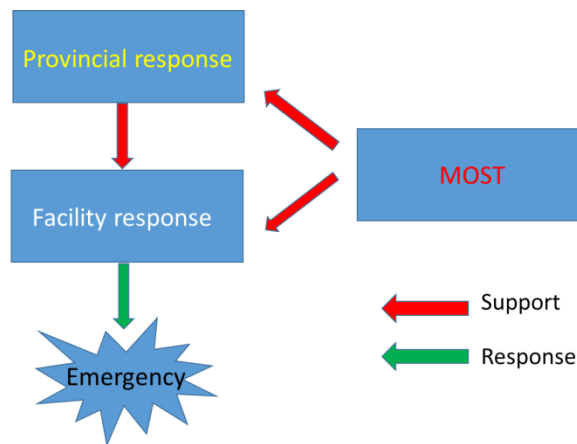 Provincial response
MOST
Facility response
Support
Response
Emergency